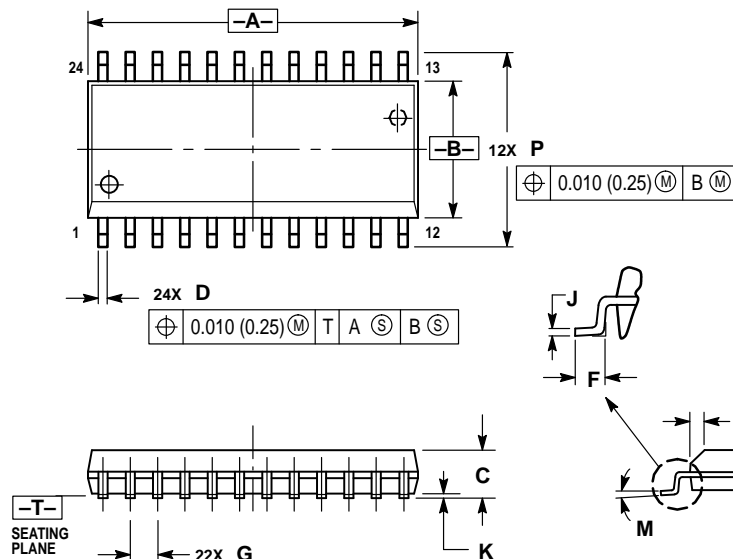 –A–
24
13
–B–
12X P
⌖ 0.010 (0.25) Ⓜ B Ⓜ
1
12
24X D
⌖ 0.010 (0.25) Ⓜ T A Ⓢ B Ⓢ
J
F
C
–T–
SEATING
PLANE
22X G
K
M